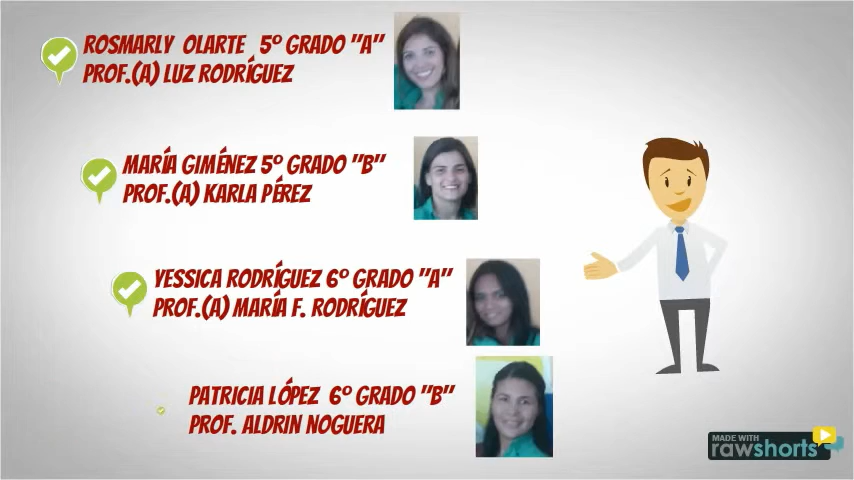 ROSMARLY OLARTE 5º GRADO "A"
PROF.(A) LUZ RODRÍGUEZ
MARÍA GIMÉNEZ 5º GRADO "B"
PROF.(A) KARLA PÉREZ
YESSICA RODRÍGUEZ 6º GRADO "A"
PROF.(A) MARÍA F. RODRÍGUEZ
PATRICIA LÓPEZ 6º GRADO "B"
PROF. ALDRIN NOGUERA
MADE WITH
rawshorts